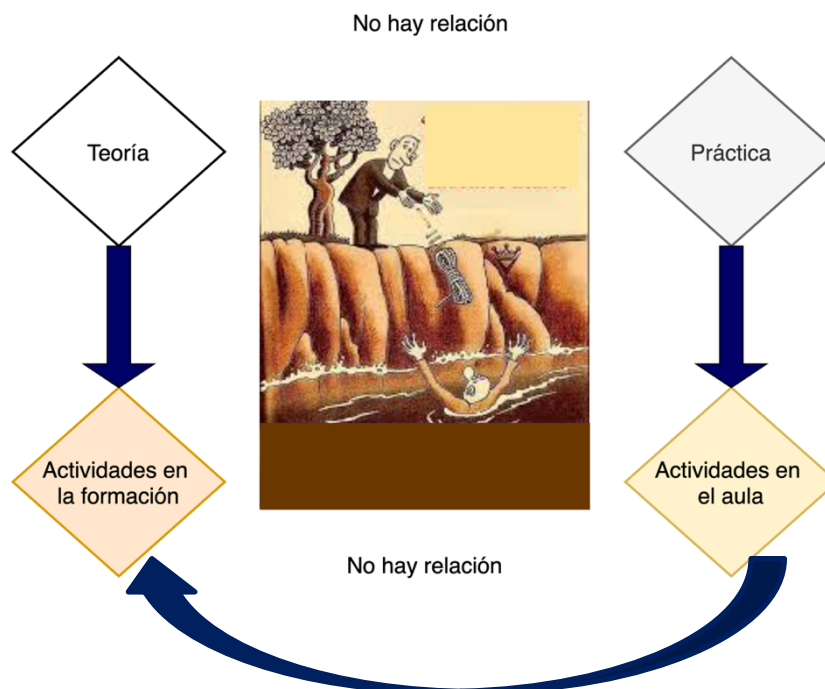 No hay relación
Teoría
Práctica
Actividades en
la formación
Actividades en
el aula
No hay relación